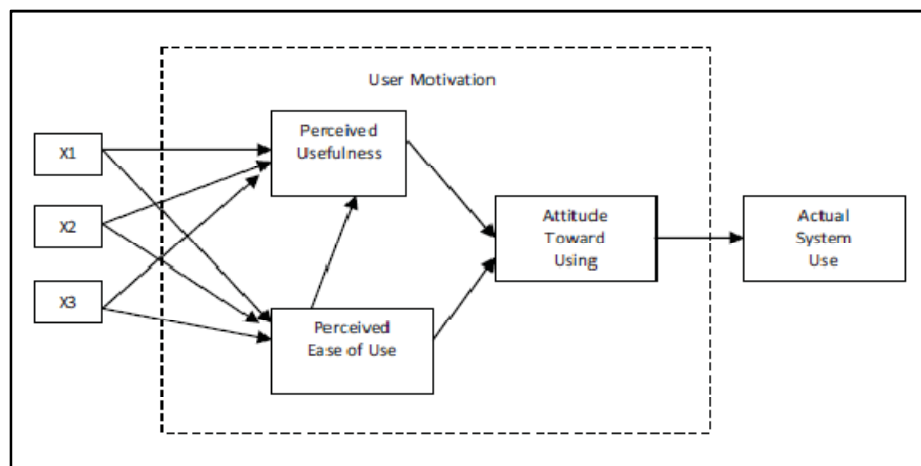 User Motivation
Perceived
Usefulness
X1
X2
X3
Attitude
Toward
Using
Actual
System
Use
Perceived
Ease of Use